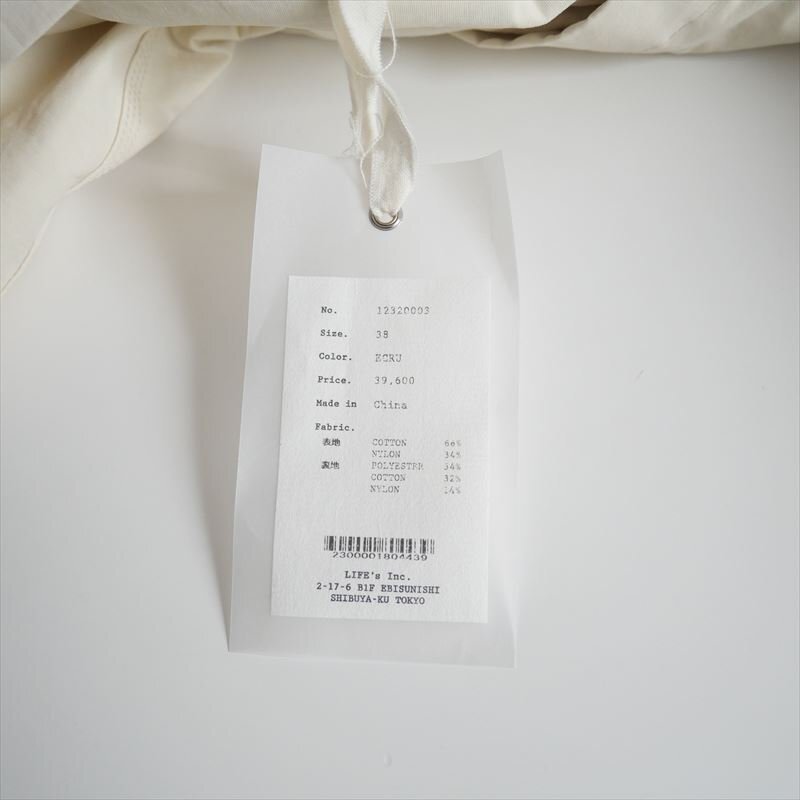 No. 12320003
Size. 38
Color. ECRU
Price. 39,600
Made in China
Fabric.
表地 COTTON 66%
NYLON 34%
裏地 POLYESTER 54%
COTTON 32%
NYLON 14%
2300001804439
LIFE's Inc.
2-17-6 B1F EBISUNISHI
SHIBUYA-KU TOKYO